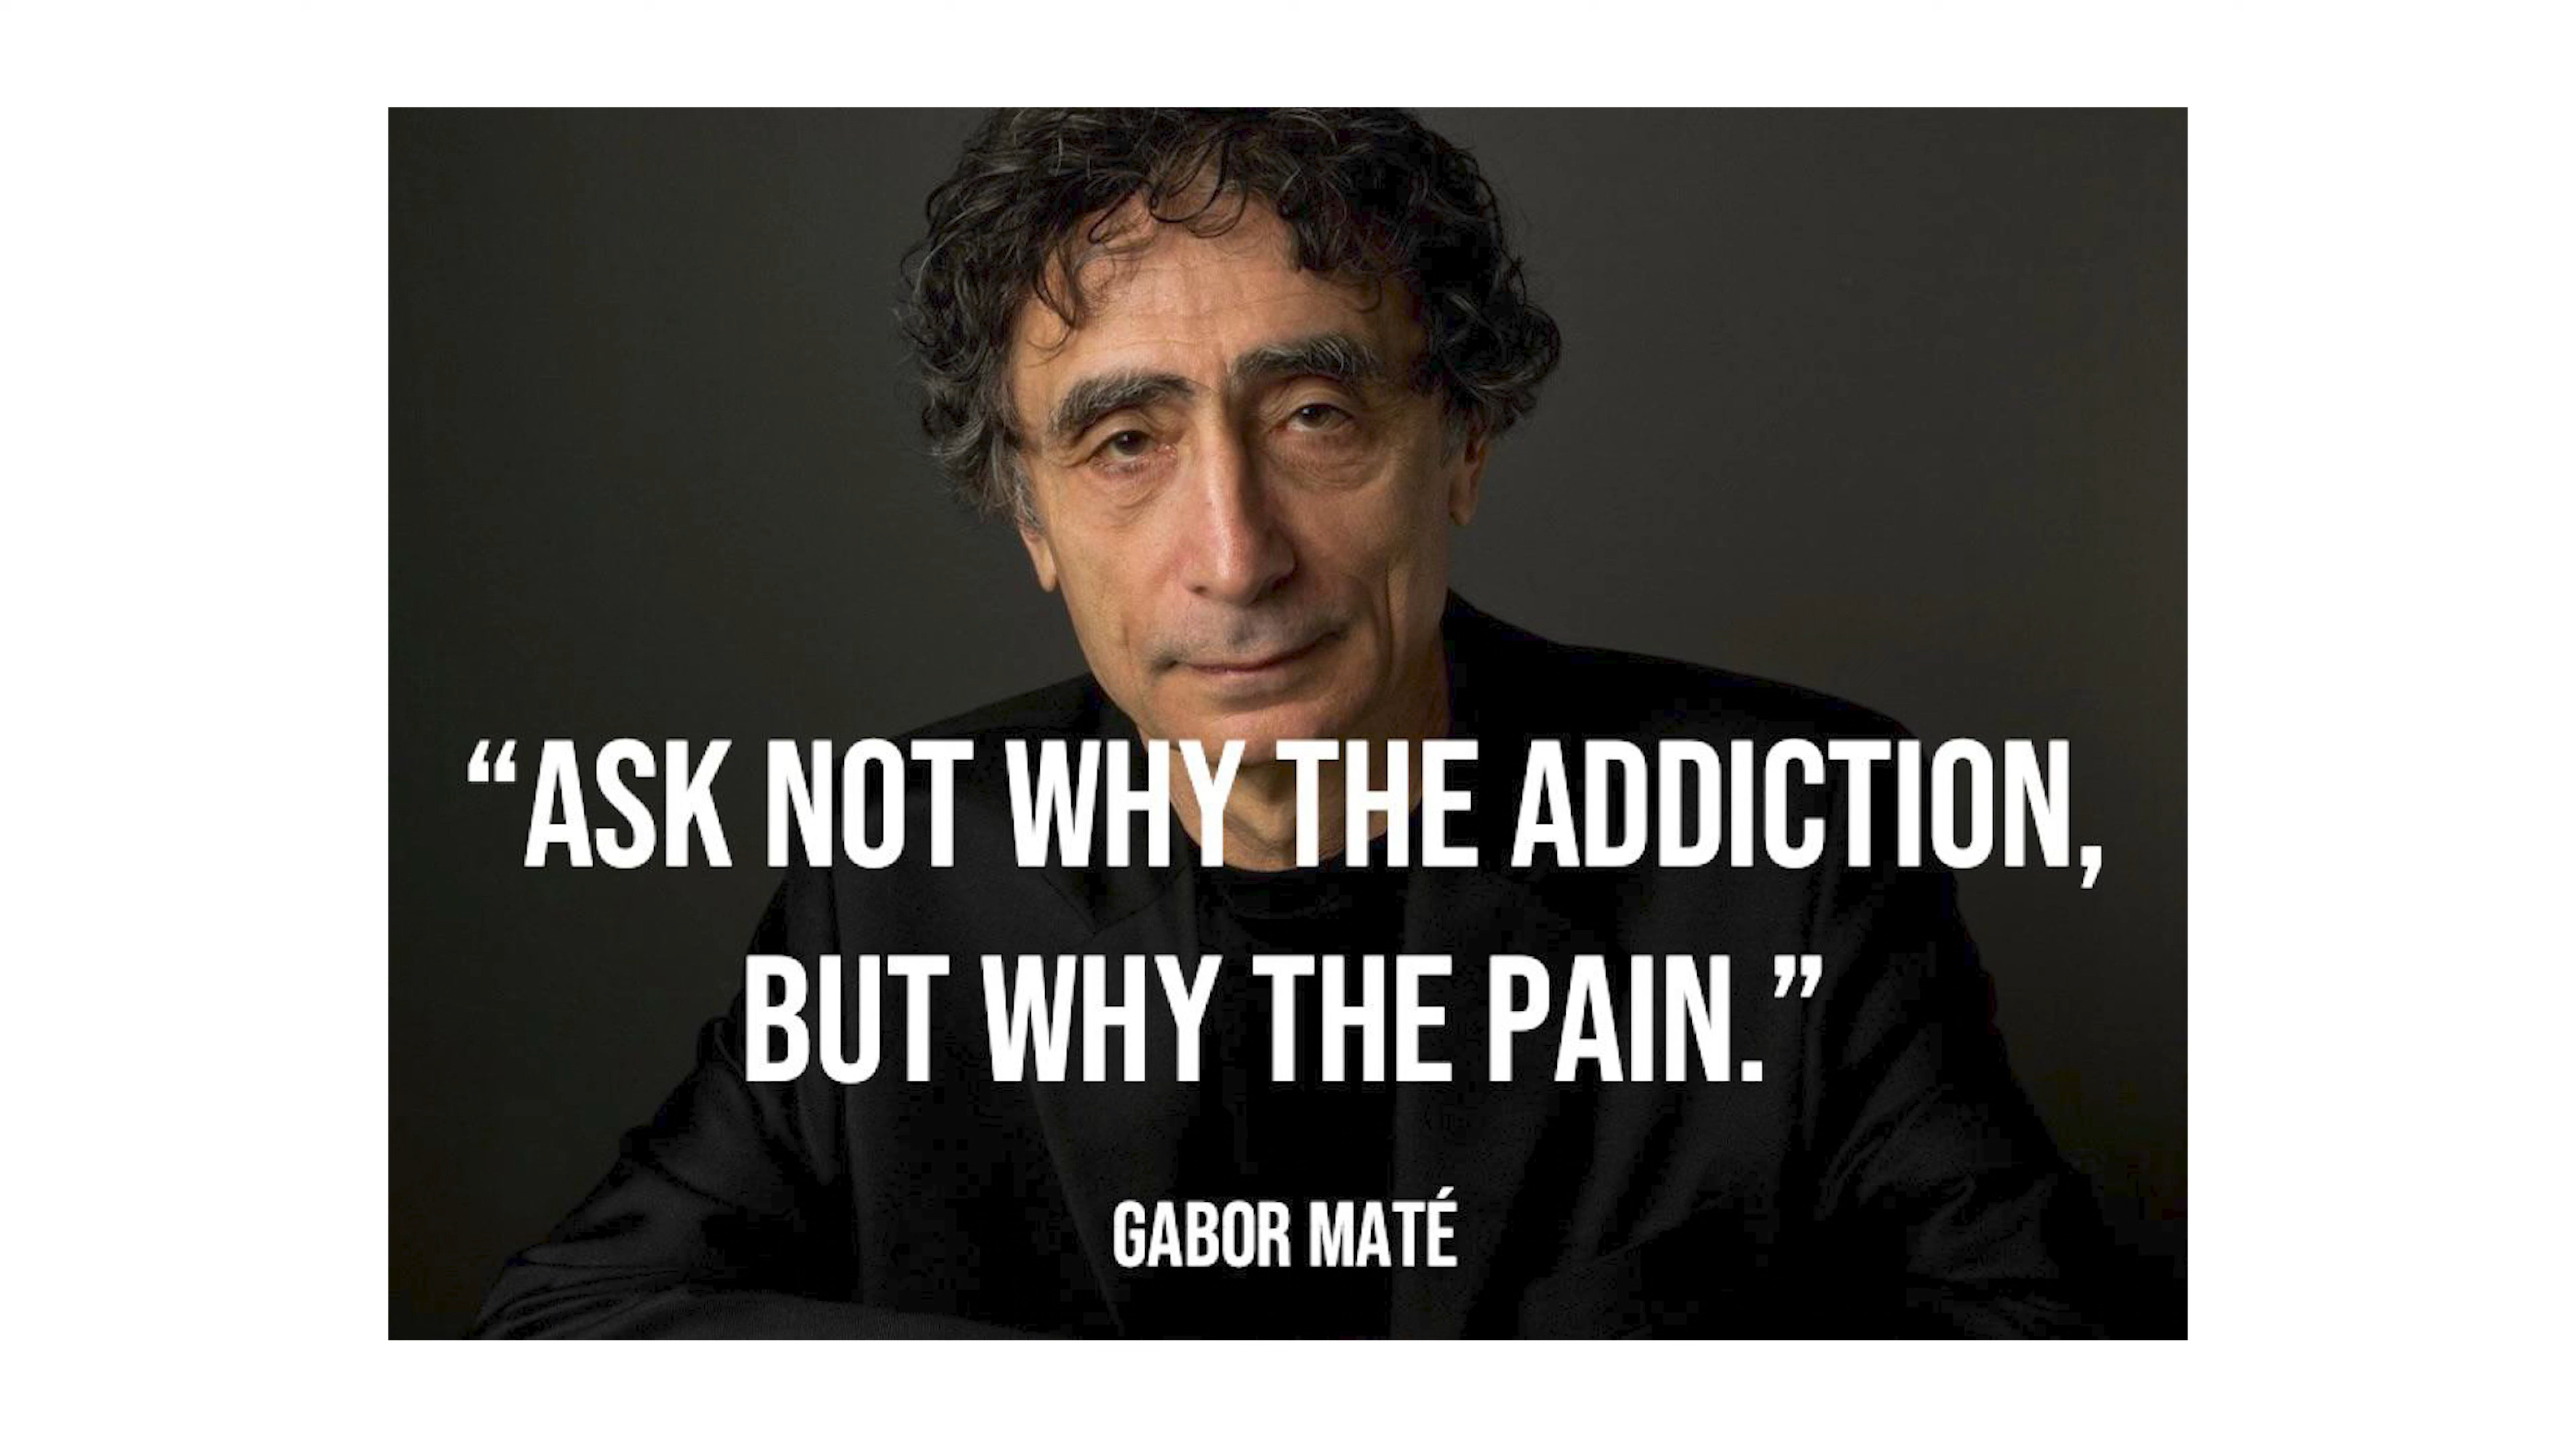 “ASK NOT WHY THE ADDICTION,
BUT WHY THE PAIN.”
GABOR MATÉ